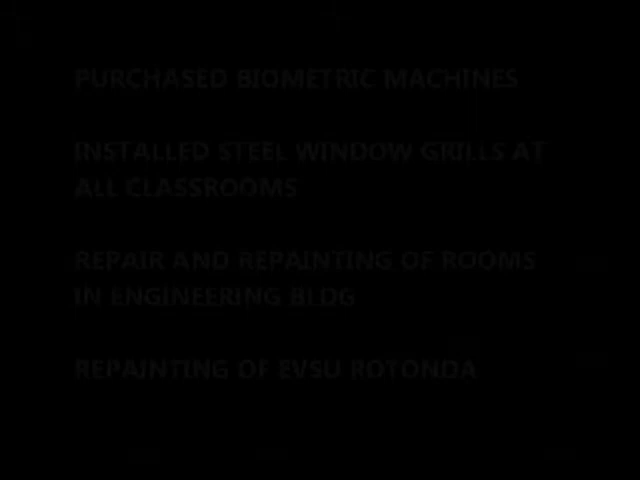 PURCHASED BIOMETRIC MACHINES
INSTALLED STEEL WINDOW GRILLS AT
ALL CLASSROOMS
REPAIR AND REPAINTING OF ROOMS
IN ENGINEERING BLDG
REPAINTING OF EVSU ROTONDA